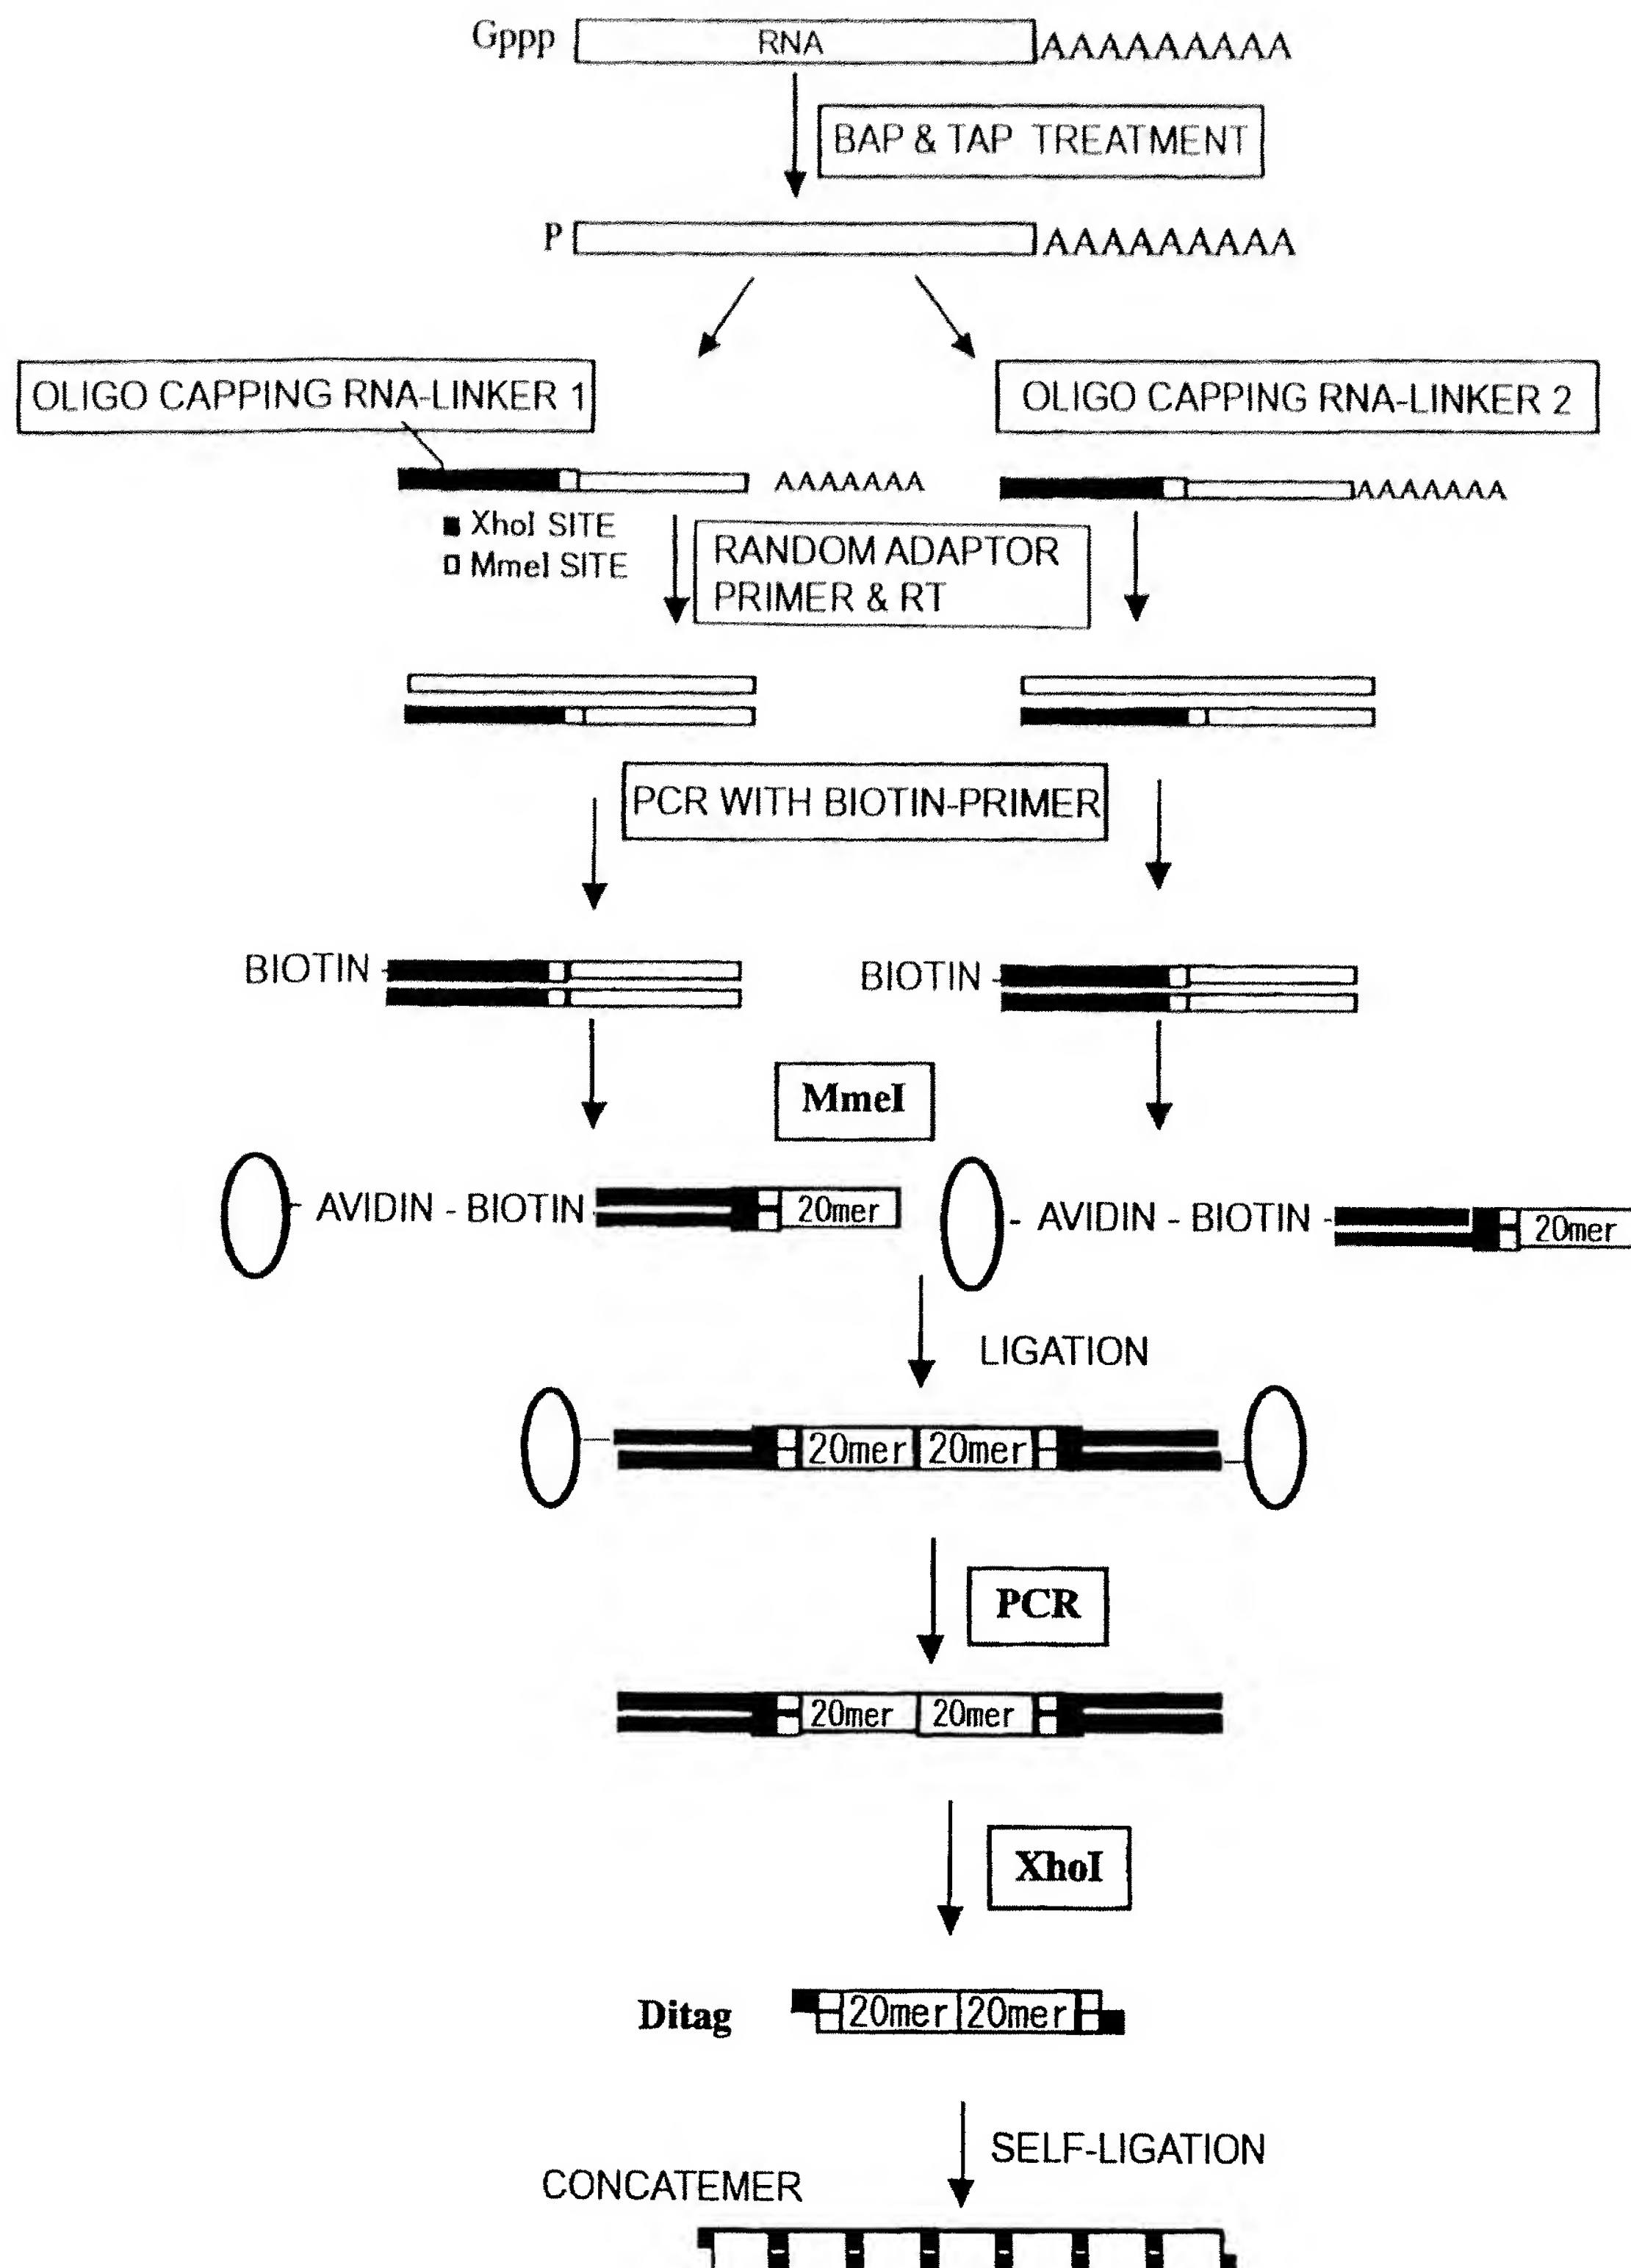 Gppp RNA AAAAAAAAA
BAP & TAP TREATMENT
P AAAAAAAAA
OLIGO CAPPING RNA-LINKER 1
OLIGO CAPPING RNA-LINKER 2
AAAAAAA
AAAAAAA
XhoI SITE
MmeI SITE
RANDOM ADAPTOR
PRIMER & RT
PCR WITH BIOTIN-PRIMER
BIOTIN
BIOTIN
MmeI
AVIDIN - BIOTIN 20mer
- AVIDIN - BIOTIN - 20mer
LIGATION
20mer 20mer
PCR
20mer 20mer
XhoI
Ditag 20mer 20mer
SELF-LIGATION
CONCATEMER